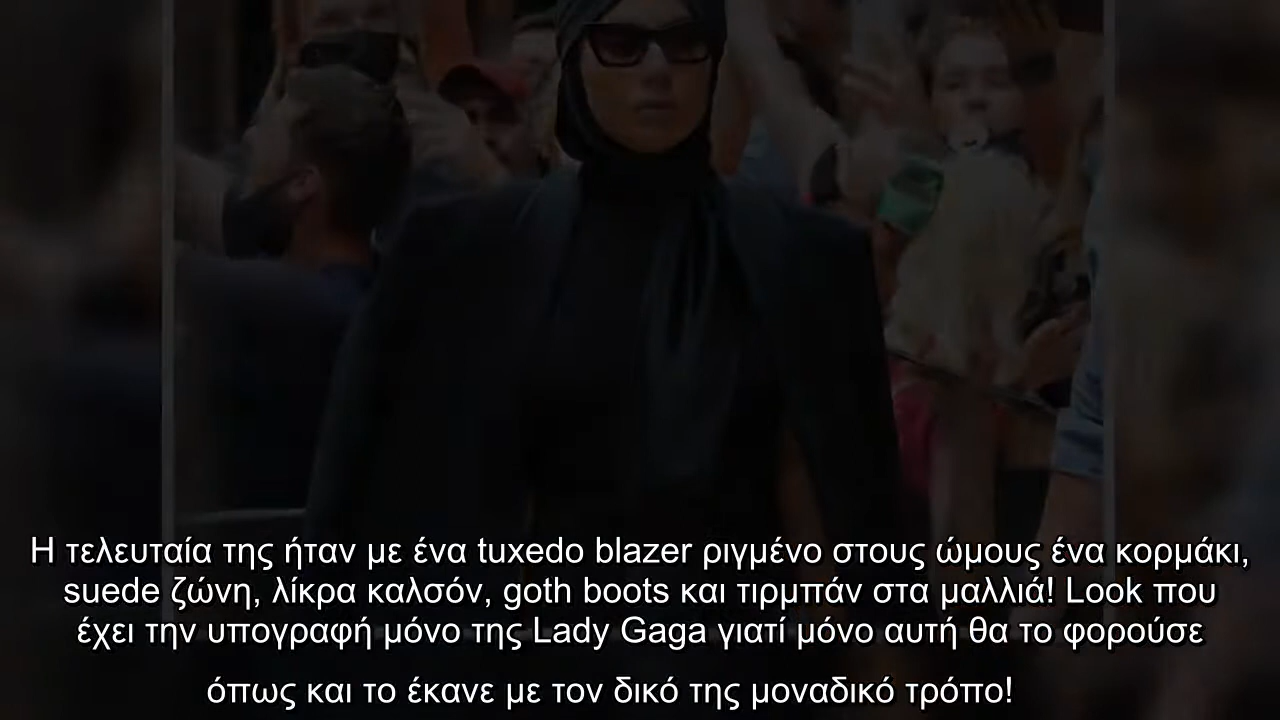 Η τελευταία της ήταν με ένα tuxedo blazer ριγμένο στους ώμους ένα κορμάκι,
suede ζώνη, λίκρα καλσόν, goth boots και τιρμπάν στα μαλλιά! Look που
έχει την υπογραφή μόνο της Lady Gaga γιατί μόνο αυτή θα το φορούσε
όπως και το έκανε με τον δικό της μοναδικό τρόπο!